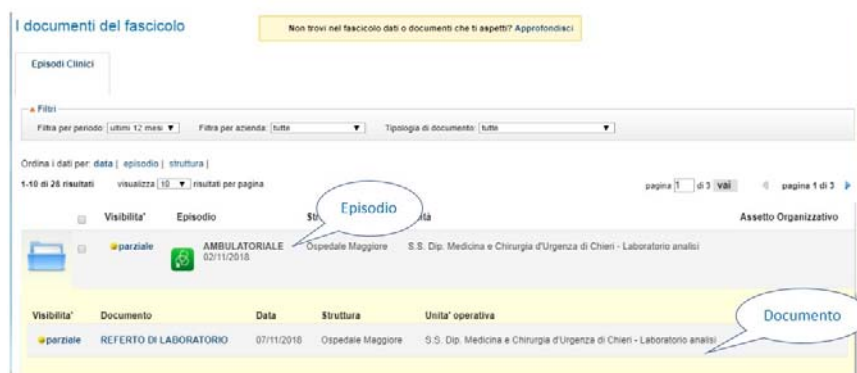 I documenti del fascicolo
Non trovi nel fascicolo dati o documenti che ti aspetti? Approfondisci
Episodi Clinici
Filtri
Filtra per periodo: ultimi 12 mesi Filtra per azienda: tutte Tipologia di documento: tutte
Ordina i dati per: data | episodio | struttura |
1-10 di 28 risultati visualizza 10 risultati per pagina pagina 1 di 3 vai pagina 1 di 3
Episodio
Visibilita' Episodio Assetto Organizzativo
parziale AMBULATORIALE Ospedale Maggiore S.S. Dip. Medicina e Chirurgia d'Urgenza di Chieri - Laboratorio analisi
02/11/2018
Documento
Visibilita' Documento Data Struttura Unita' operativa
parziale REFERTO DI LABORATORIO 07/11/2018 Ospedale Maggiore S.S. Dip. Medicina e Chirurgia d'Urgenza di Chieri - Laboratorio analisi